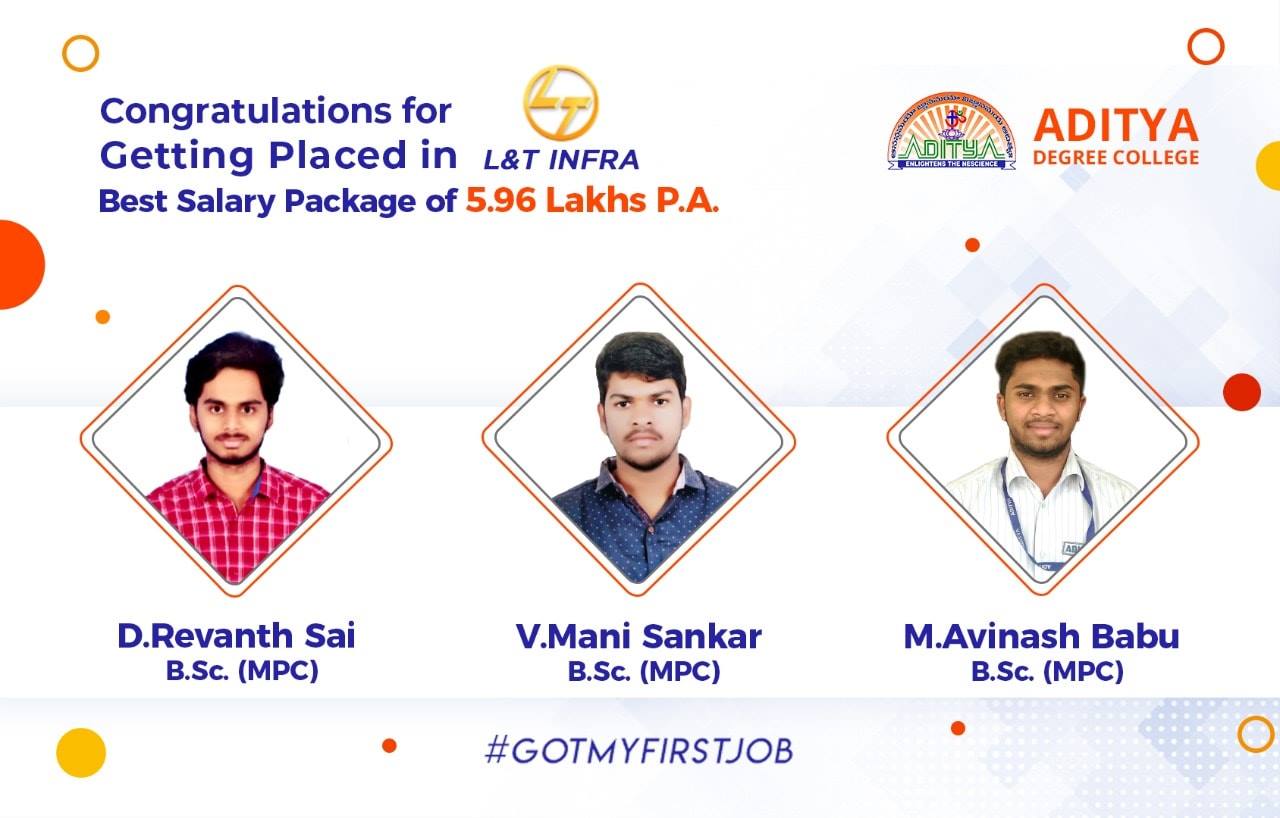 Congratulations for
Getting Placed in
LT
L&T INFRA
Best Salary Package of 5.96 Lakhs P.A.
ADITYA
ENLIGHTENS THE NESCIENCE
ADITYA
DEGREE COLLEGE
D.Revanth Sai
B.Sc. (MPC)
V.Mani Sankar
B.Sc. (MPC)
M.Avinash Babu
B.Sc. (MPC)
#GOTMYFIRSTJOB